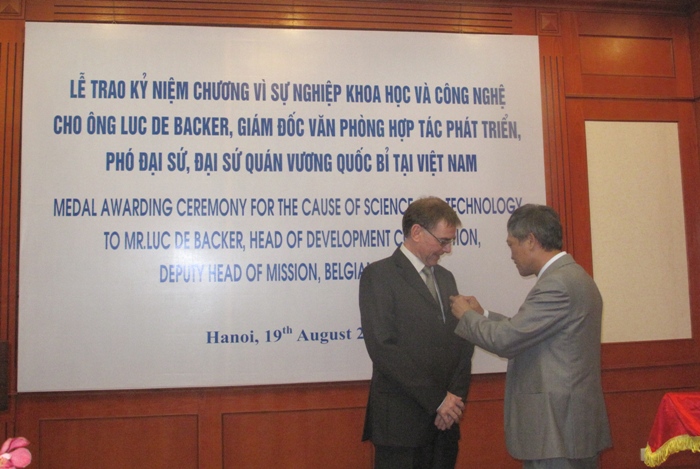 LỄ TRAO KỶ NIỆM CHƯƠNG VÌ SỰ NGHIỆP KHOA HỌC VÀ CÔNG NGHỆ
CHO ÔNG LUC DE BACKER, GIÁM ĐỐC VĂN PHÒNG HỢP TÁC PHÁT TRIỂN,
PHÓ ĐẠI SỨ, ĐẠI SỨ QUÁN VƯƠNG QUỐC BỈ TẠI VIỆT NAM
MEDAL AWARDING CEREMONY FOR THE CAUSE OF SCIENCE TECHNOLOGY
TO MR.LUC DE BACKER, HEAD OF DEVELOPMENT
DEPUTY HEAD OF MISSION, BELGIAN
Hanoi, 19th August